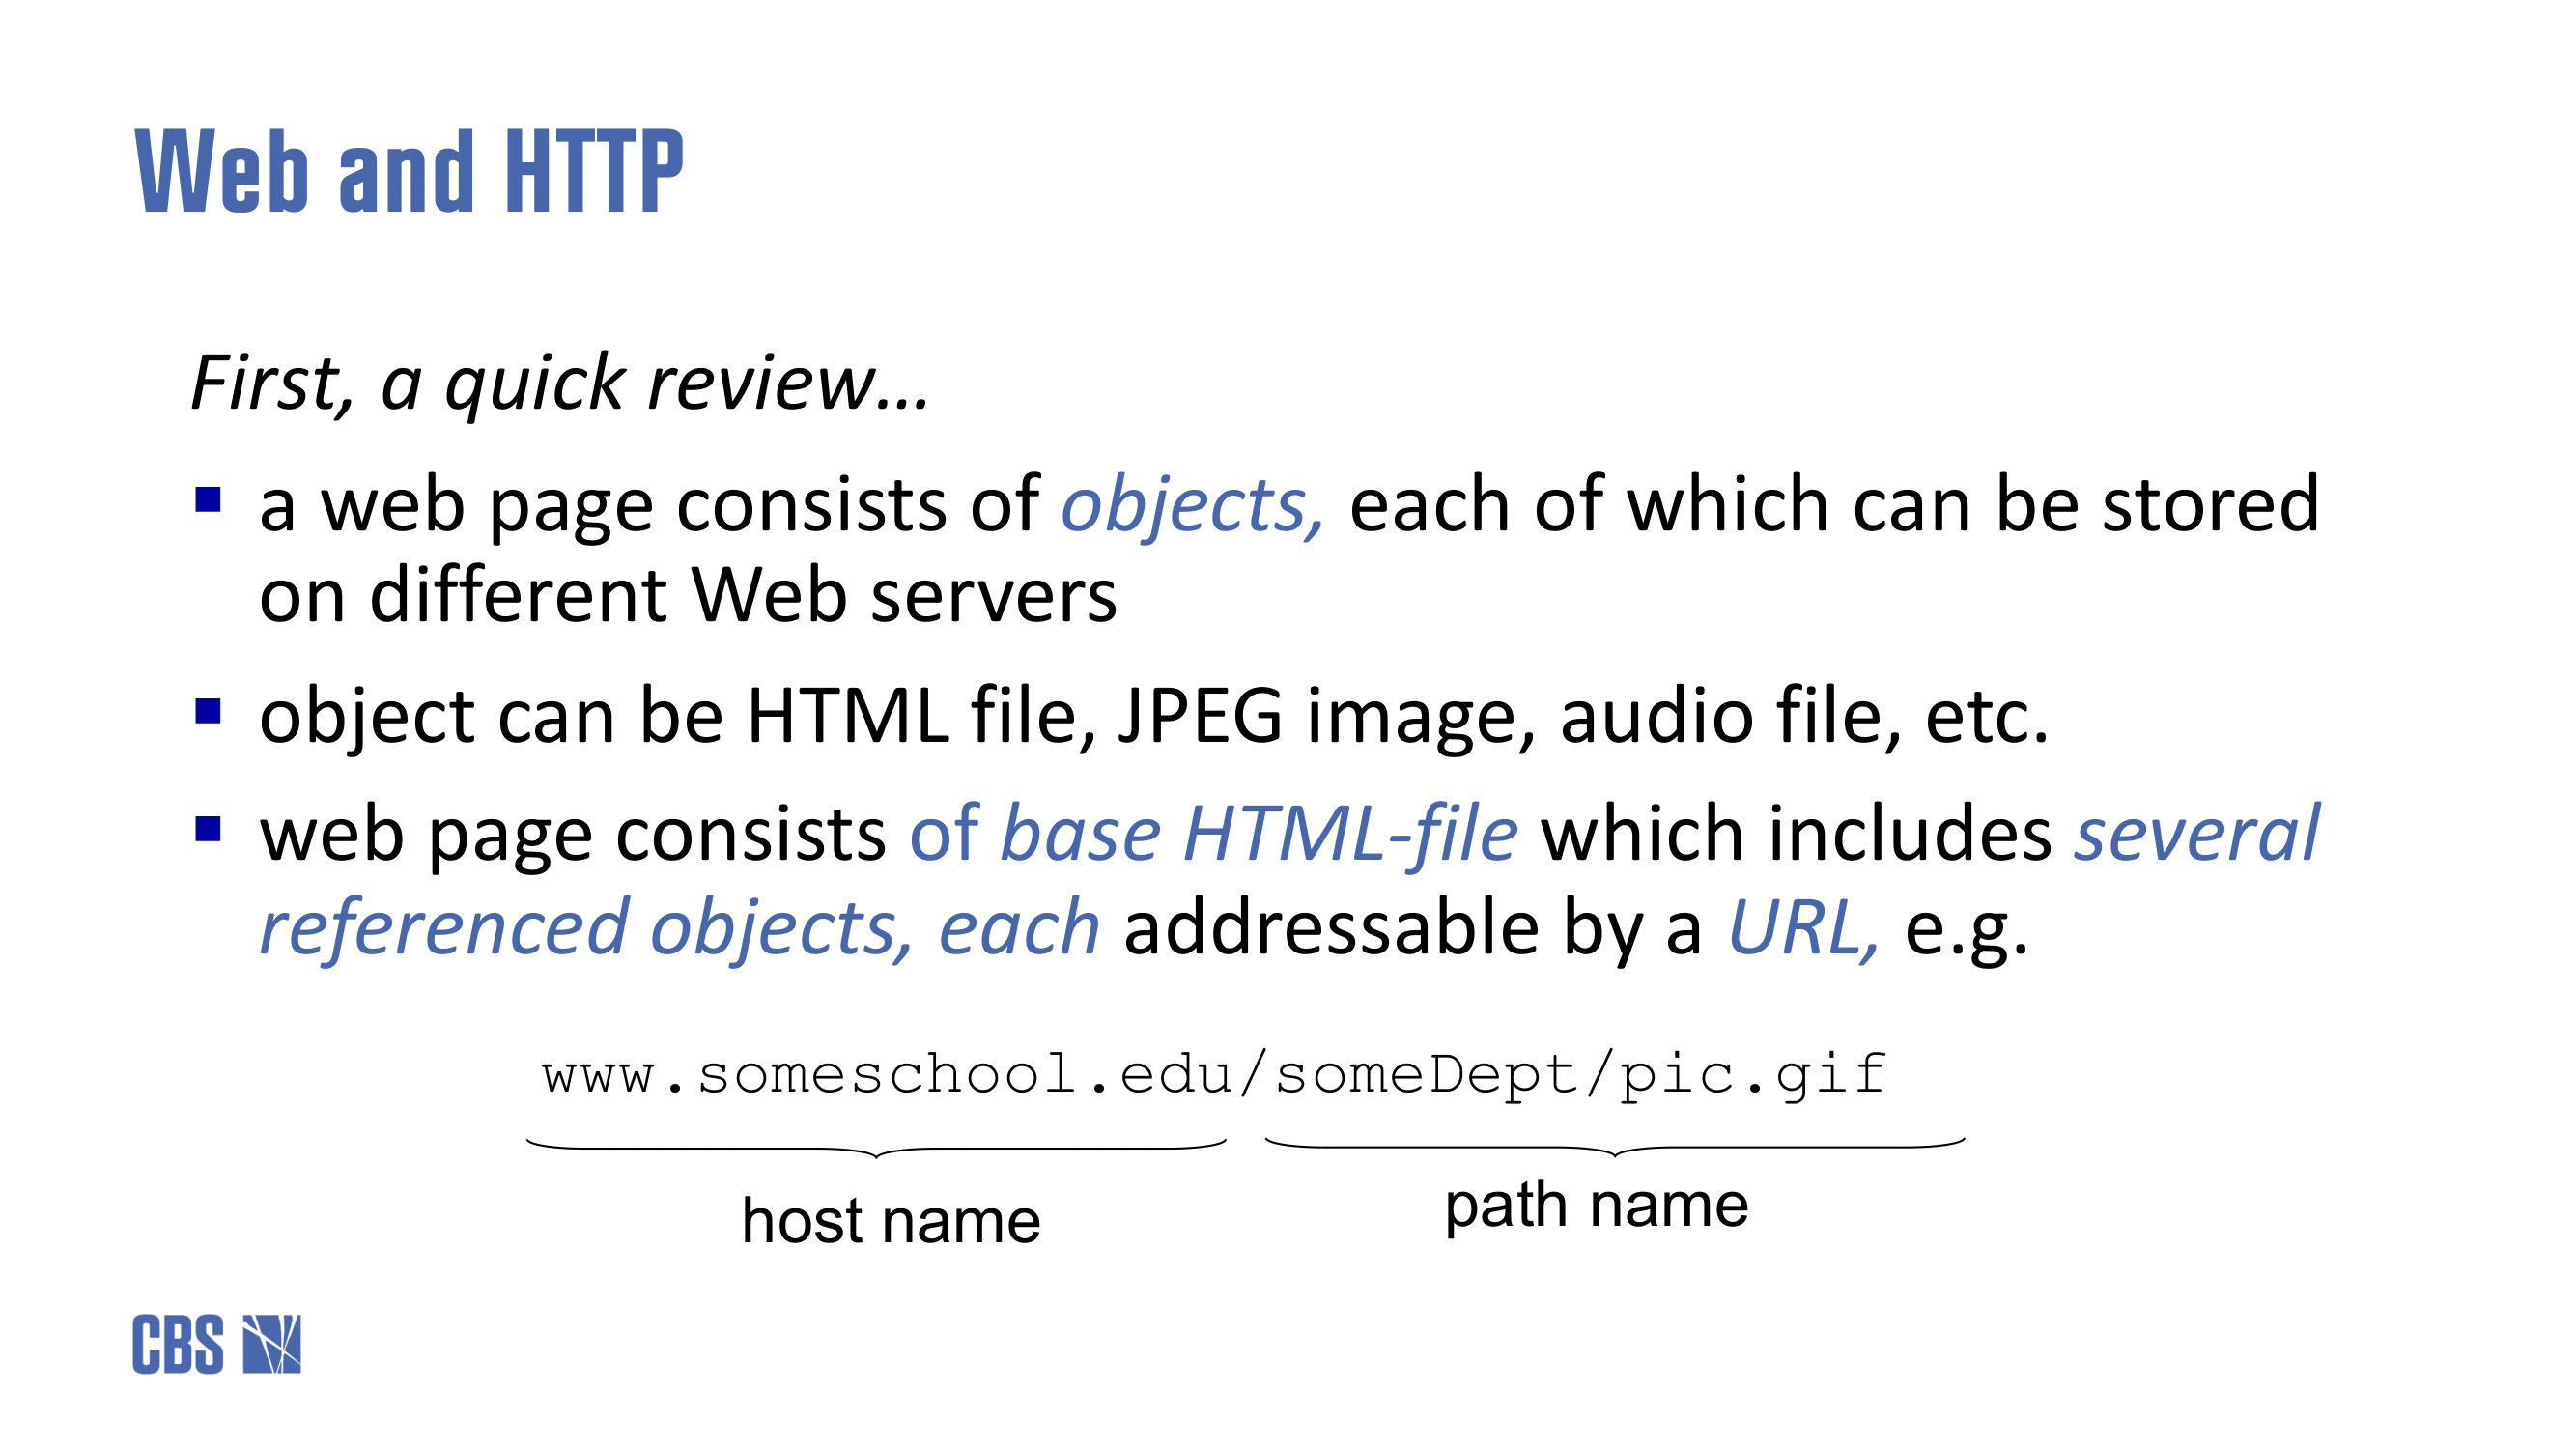 Web and HTTP
First, a quick review…
▪ a web page consists of objects, each of which can be stored
on different Web servers
▪ object can be HTML file, JPEG image, audio file, etc.
▪ web page consists of base HTML-file which includes several
referenced objects, each addressable by a URL, e.g.
www.someschool.edu/someDept/pic.gif
host name
path name
CBS